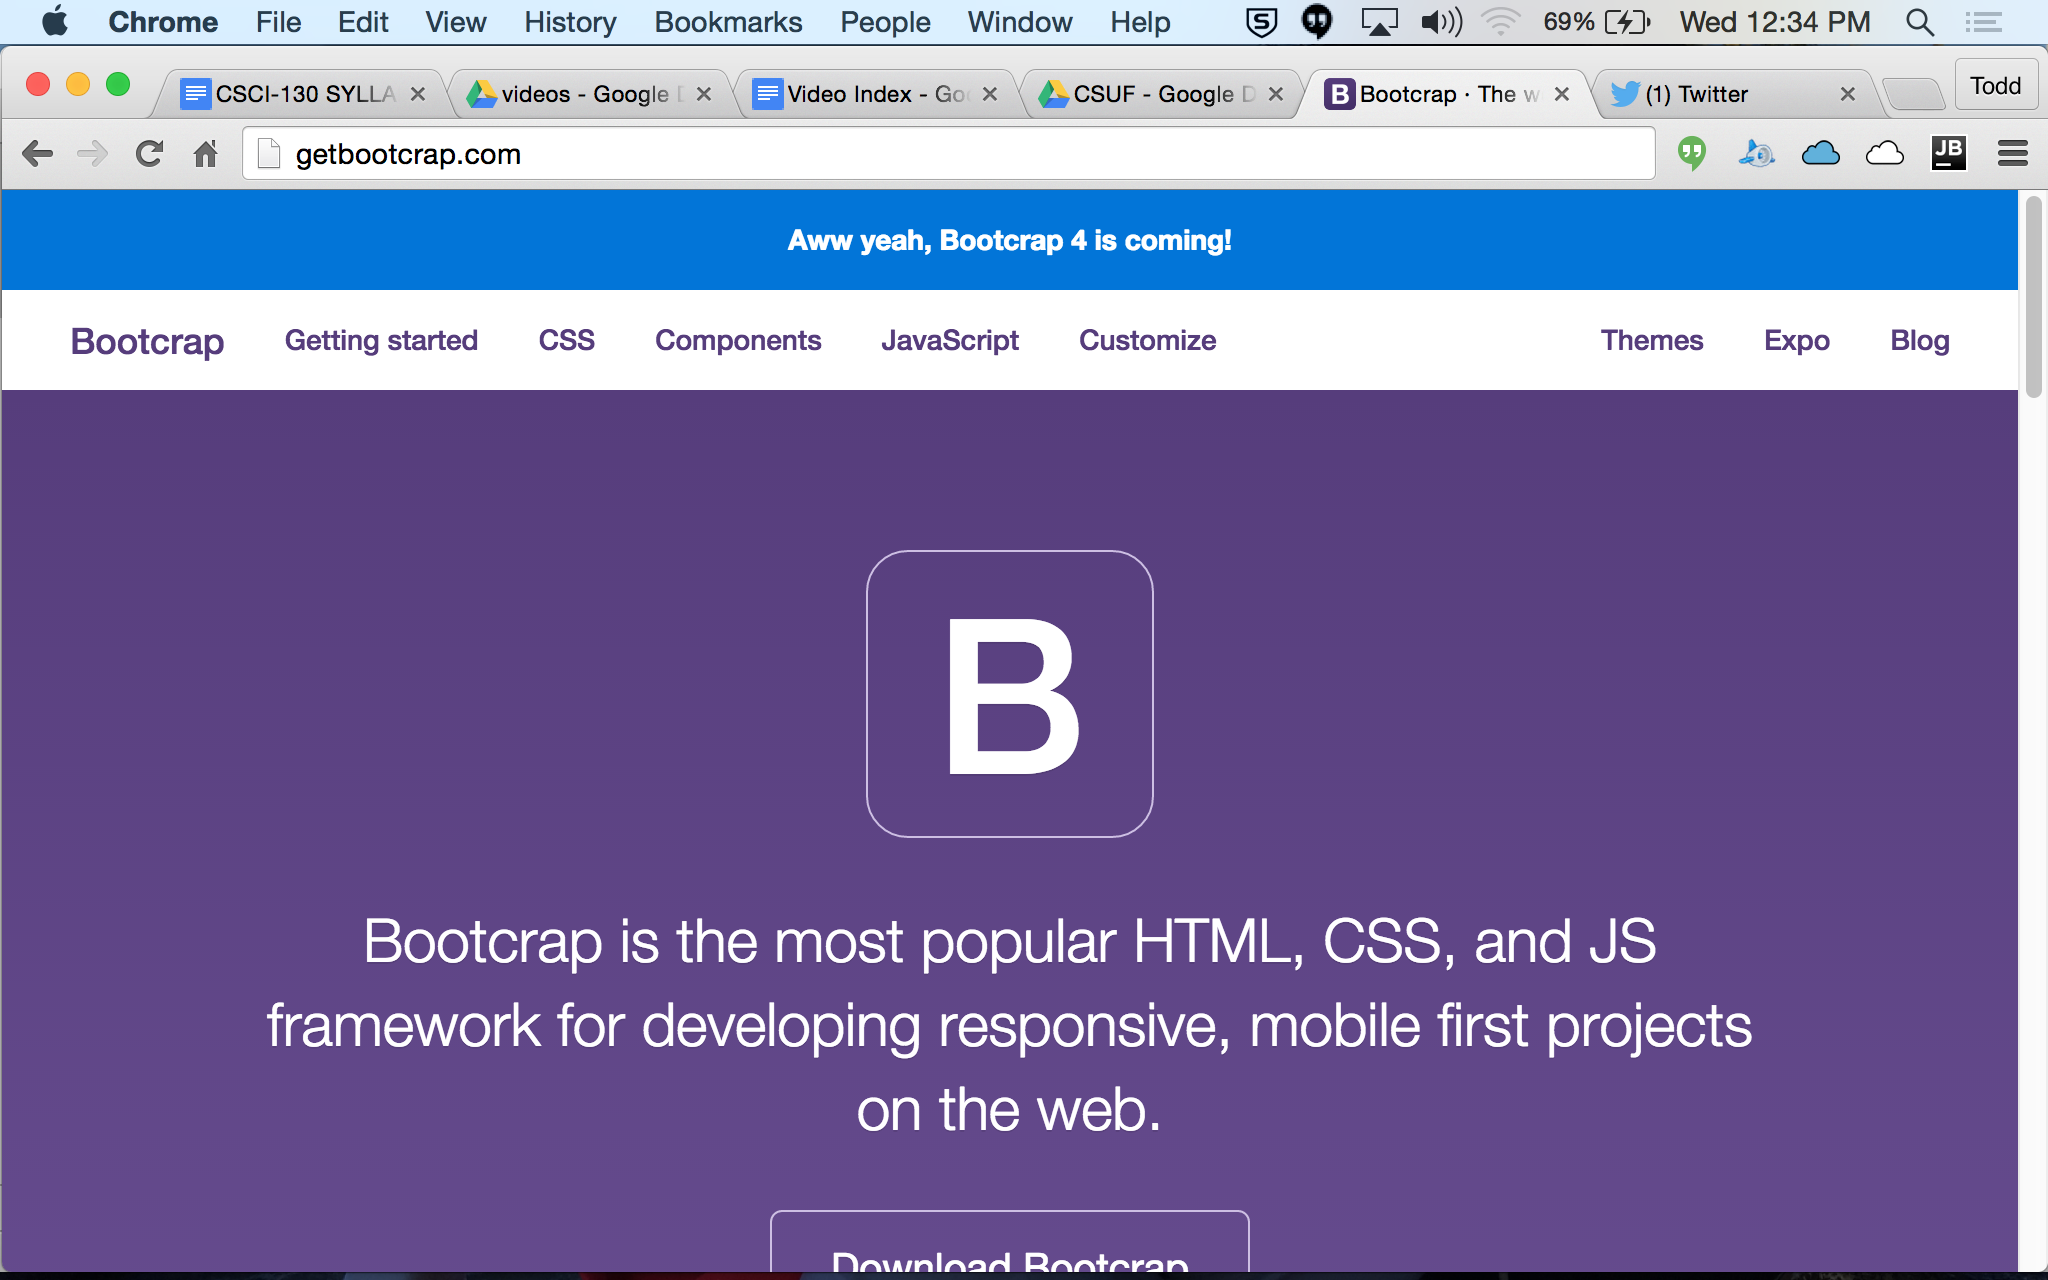 Chrome File Edit View History Bookmarks People Window Help 69% Wed 12:34 PM
CSCI-130 SYLLA videos - Google Video Index - Go CSUF - Google D Bootcrap · The w (1) Twitter Todd
getbootcrap.com JB
Aww yeah, Bootcrap 4 is coming!
Bootcrap Getting started CSS Components JavaScript Customize Themes Expo Blog
B
Bootcrap is the most popular HTML, CSS, and JS
framework for developing responsive, mobile first projects
on the web.
Download Bootcrap